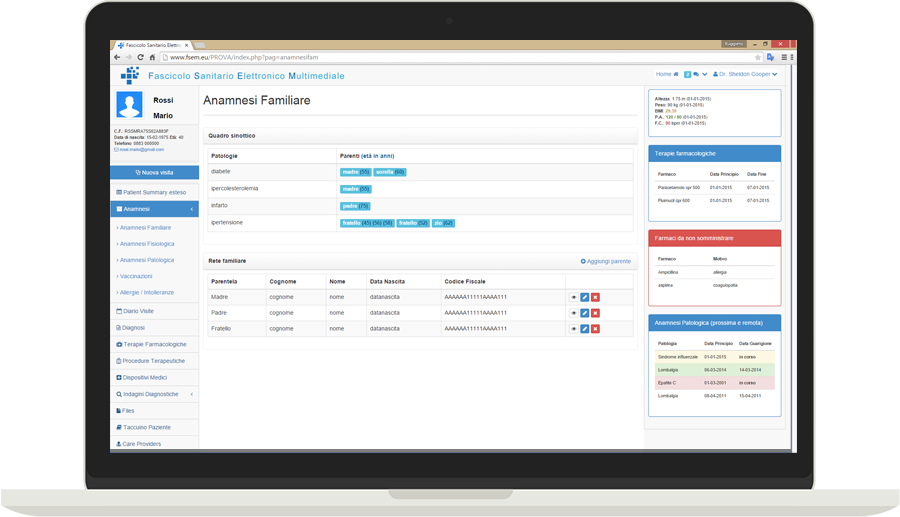 Fascicolo Sanitario Elettro
Ruggiero
www.fsem.eu/PROVA/index.php?pag=anamnesifam
Fascicolo Sanitario Elettronico Multimediale
Home
2
Dr. Sheldon Cooper
Rossi
Mario
Data di nascita: 15-02-1975 Età: 40
Telefono: 0883 000000
rossi.mario@gmail.com
Nuova visita
Patient Summary esteso
Anamnesi
Anamnesi Familiare
Anamnesi Fisiologica
Anamnesi Patologica
Vaccinazioni
Allergie / Intolleranze
Diario Visite
Diagnosi
Terapie Farmacologiche
Procedure Terapeutiche
Dispositivi Medici
Indagini Diagnostiche
Files
Taccuino Paziente
Care Providers
Anamnesi Familiare
Quadro sinottico
Patologie Parenti (età in anni)
diabete madre (55) sorella (60)
ipercolesterolemia madre (55)
infarto padre (75)
ipertensione fratello (45) (56) (58) fratello (52) zio (62)
Rete familiare Aggiungi parente
Parentela Cognome Nome Data Nascita Codice Fiscale
Madre cognome nome datanascita AAAAAA11111AAAA111
Padre cognome nome datanascita AAAAAA11111AAAA111
Fratello cognome nome datanascita AAAAAA11111AAAA111
Altezza: 1.75 m (01-01-2015)
Peso: 90 kg (01-01-2015)
BMI: 29.39
P.A.: 120 / 80 (01-01-2015)
F.C.: 90 bpm (01-01-2015)
Terapie farmacologiche
Farmaco Data Principio Data Fine
Paracetamolo cpr 500 01-01-2015 07-01-2015
Fluimucil cpr 600 01-01-2015 07-01-2015
Farmaci da non somministrare
Farmaco Motivo
Ampicillina allergia
aspirina coagulopatia
Anamnesi Patologica (prossima e remota)
Patologia Data Principio Data Guarigione
Sindrome influenzale 01-01-2015 in corso
Lombalgia 06-03-2014 14-03-2014
Epatite C 01-03-2001 in corso
Lombalgia 08-04-2011 15-04-2011